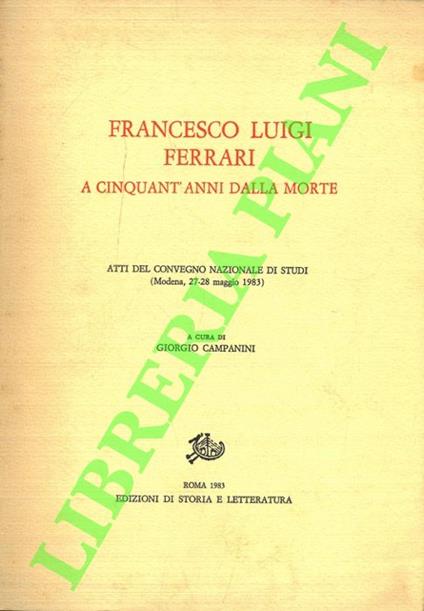 FRANCESCO LUIGI
FERRARI
A CINQUANT'ANNI DALLA MORTE
ATTI DEL CONVEGNO NAZIONALE DI STUDI
(Modena, 27-28 maggio 1983)
A CURA DI
GIORGIO CAMPANINI
ROMA 1983
EDIZIONI DI STORIA E LETTERATURA
LIBRERIA PIANI